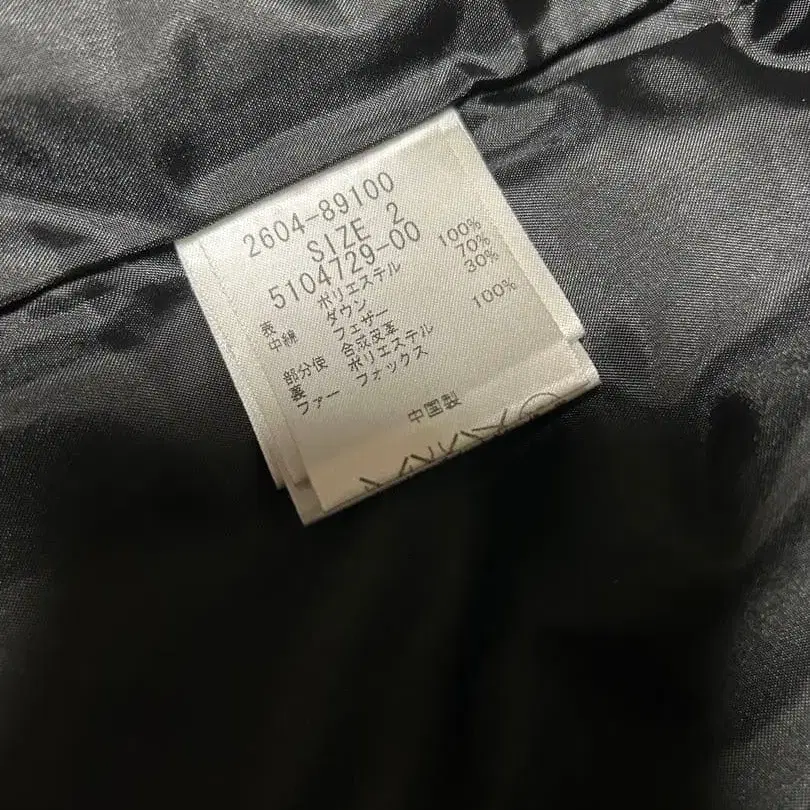 2604-89100
SIZE 2
5104729-00
表 ポリエステル 100%
中綿 ダウン 70%
フェザー 30%
部分使 合成皮革
裏 ポリエステル 100%
ファー フォックス
中国製